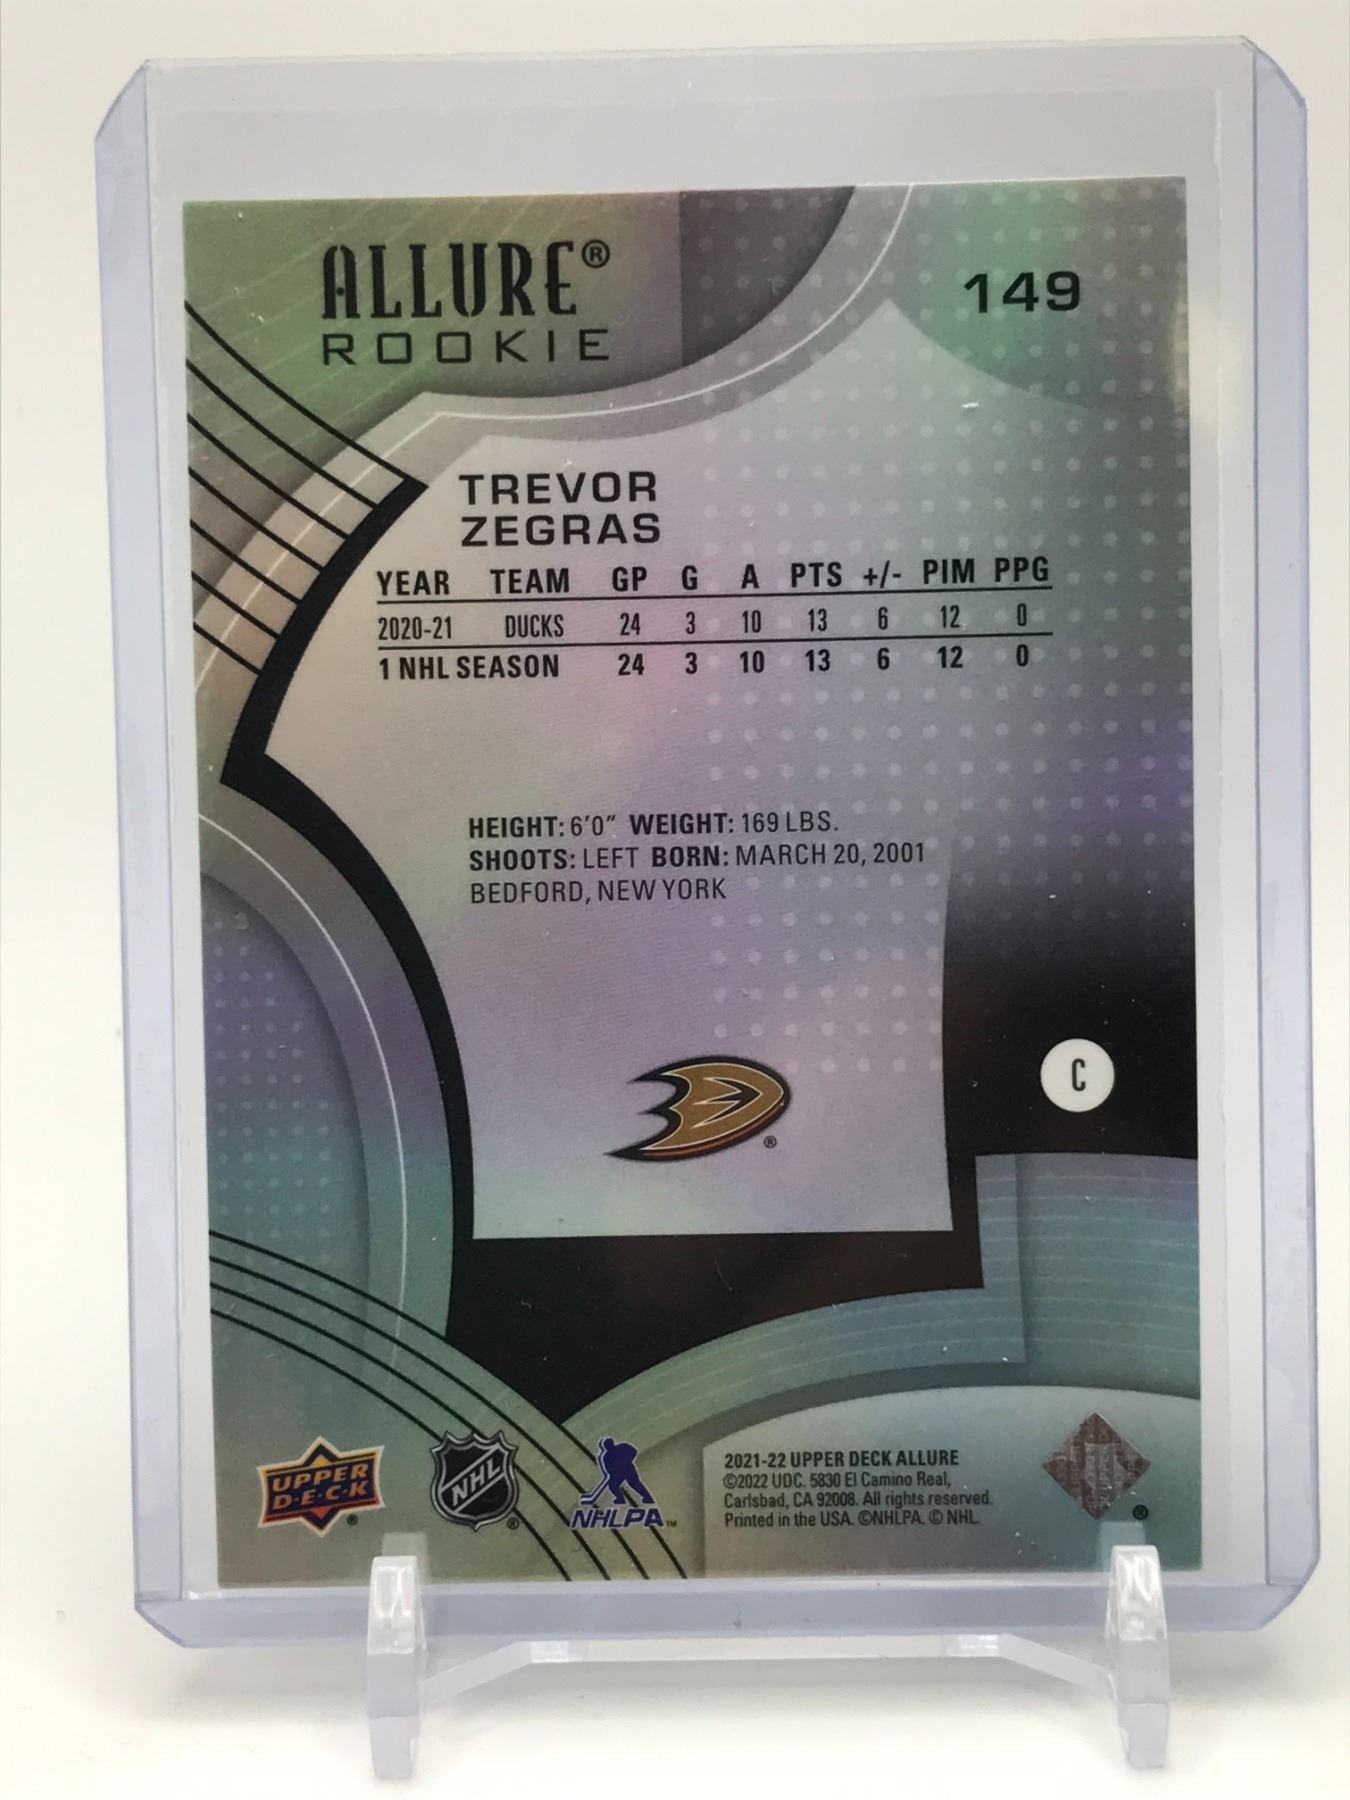 ALLURE®
ROOKIE
149
TREVOR
ZEGRAS
YEAR TEAM GP G A PTS +/- PIM PPG
2020-21 DUCKS 24 3 10 13 6 12 0
1 NHL SEASON 24 3 10 13 6 12 0
HEIGHT: 6'0" WEIGHT: 169 LBS.
SHOOTS: LEFT BORN: MARCH 20, 2001
BEDFORD, NEW YORK
®
C
UPPER
D·E·C·K
®
NHL
®
NHLPA™
2021-22 UPPER DECK ALLURE
©2022 UDC. 5830 El Camino Real,
Carlsbad, CA 92008. All rights reserved.
Printed in the USA. ©NHLPA. © NHL.
®